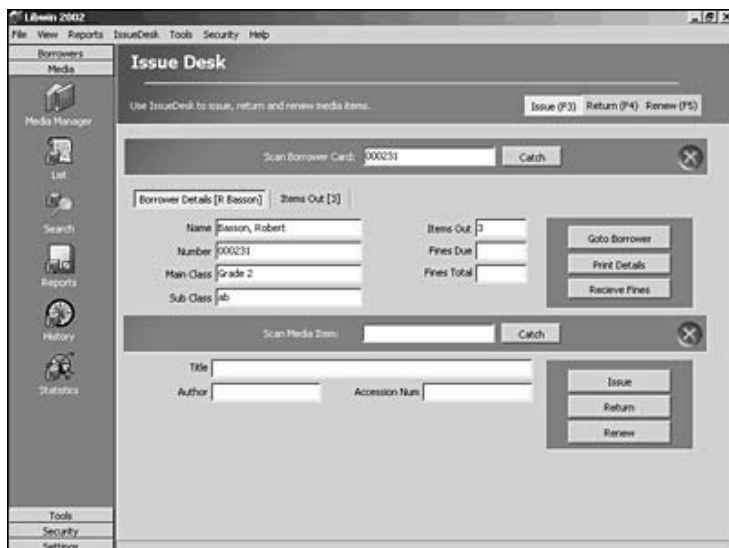 Libwin 2002
File View Reports IssueDesk Tools Security Help
Borrowers
Media
Media Manager
List
Search
Reports
History
Statistics
Tools
Security
Settings
Issue Desk
Use IssueDesk to issue, return and renew media items.
Issue (F3) Return (F4) Renew (F5)
Scan Borrower Card: 000231 Catch
Borrower Details [R Basson] Items Out [3]
Name Basson, Robert Items Out 3
Number 000231 Fines Due
Main Class Grade 2 Fines Total
Sub Class ab
Goto Borrower
Print Details
Recieve Fines
Scan Media Item: Catch
Title
Author Accession Num
Issue
Return
Renew